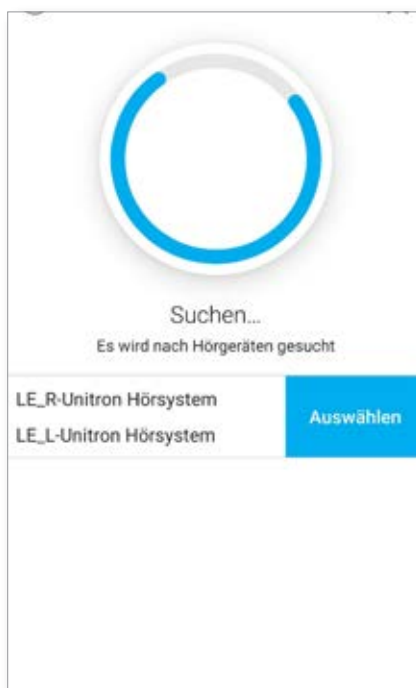 Suchen...
Es wird nach Hörgeräten gesucht
LE_R-Unitron Hörsystem
LE_L-Unitron Hörsystem
Auswählen